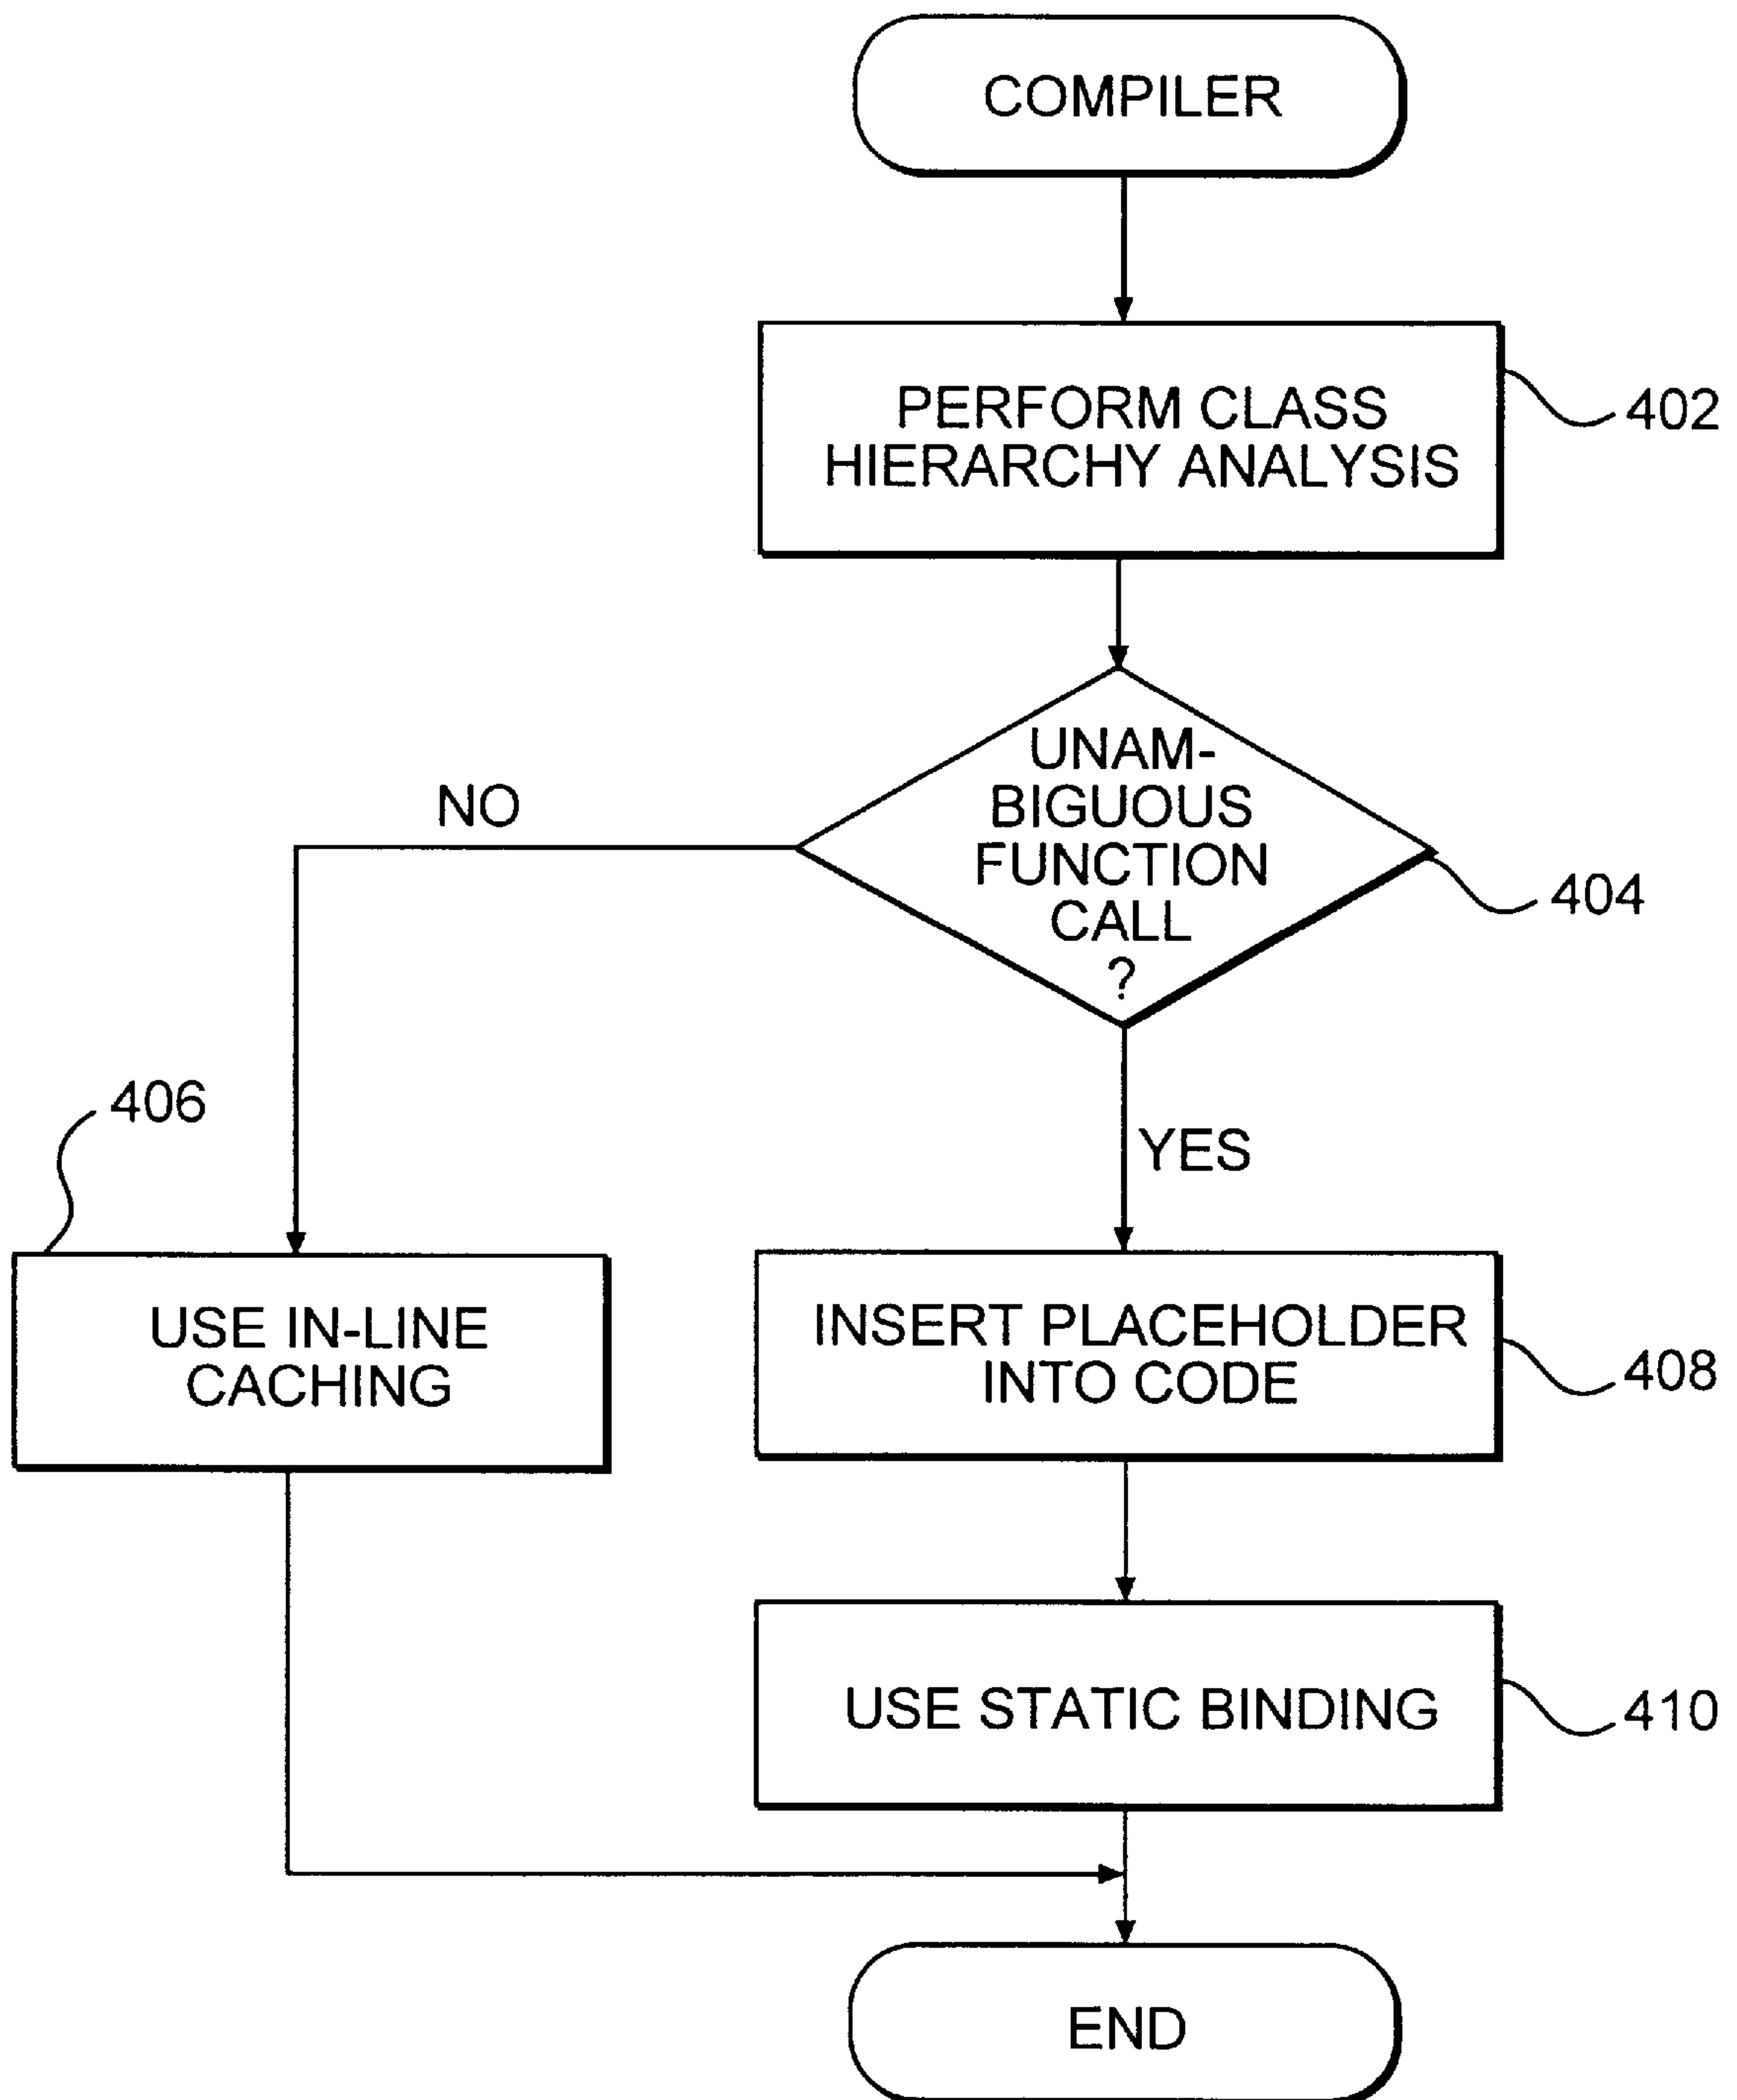 COMPILER
PERFORM CLASS
HIERARCHY ANALYSIS
402
UNAM-
BIGUOUS
FUNCTION
CALL
?
404
NO
YES
406
USE IN-LINE
CACHING
INSERT PLACEHOLDER
INTO CODE
408
USE STATIC BINDING
410
END